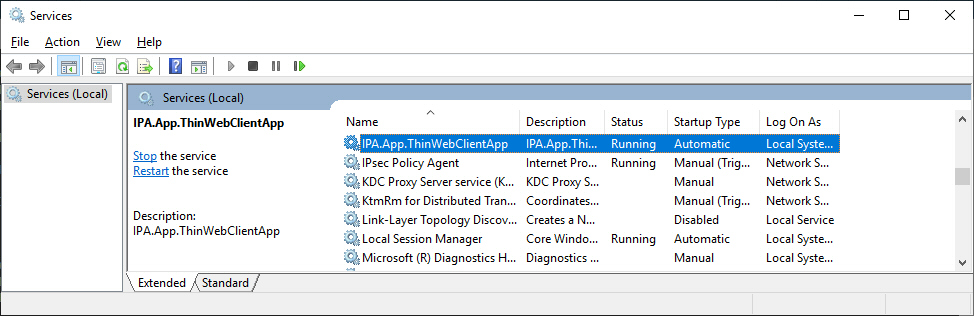 Services
File Action View Help
Services (Local)
Services (Local)
IPA.App.ThinWebClientApp
Stop the service
Restart the service
Description:
IPA.App.ThinWebClientApp
Name Description Status Startup Type Log On As
IPA.App.ThinWebClientApp IPA.App.Thi... Running Automatic Local Syste...
IPsec Policy Agent Internet Pro... Running Manual (Trig... Network S...
KDC Proxy Server service (K... KDC Proxy S... Manual Network S...
KtmRm for Distributed Tran... Coordinates... Manual (Trig... Network S...
Link-Layer Topology Discov... Creates a N... Disabled Local Service
Local Session Manager Core Windo... Running Automatic Local Syste...
Microsoft (R) Diagnostics H... Diagnostics ... Manual Local Syste...
Extended Standard